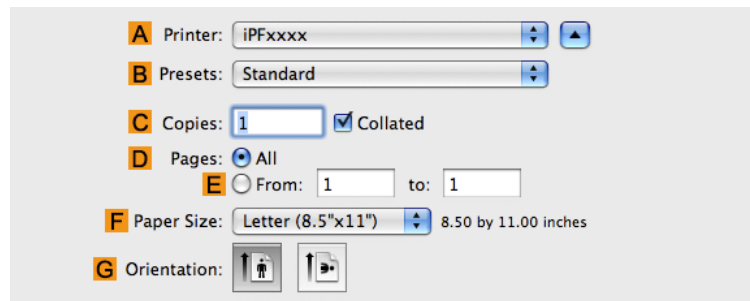 A Printer: iPFxxxx
B Presets: Standard
C Copies: 1 Collated
D Pages: All
E From: 1 to: 1
F Paper Size: Letter (8.5"x11") 8.50 by 11.00 inches
G Orientation: